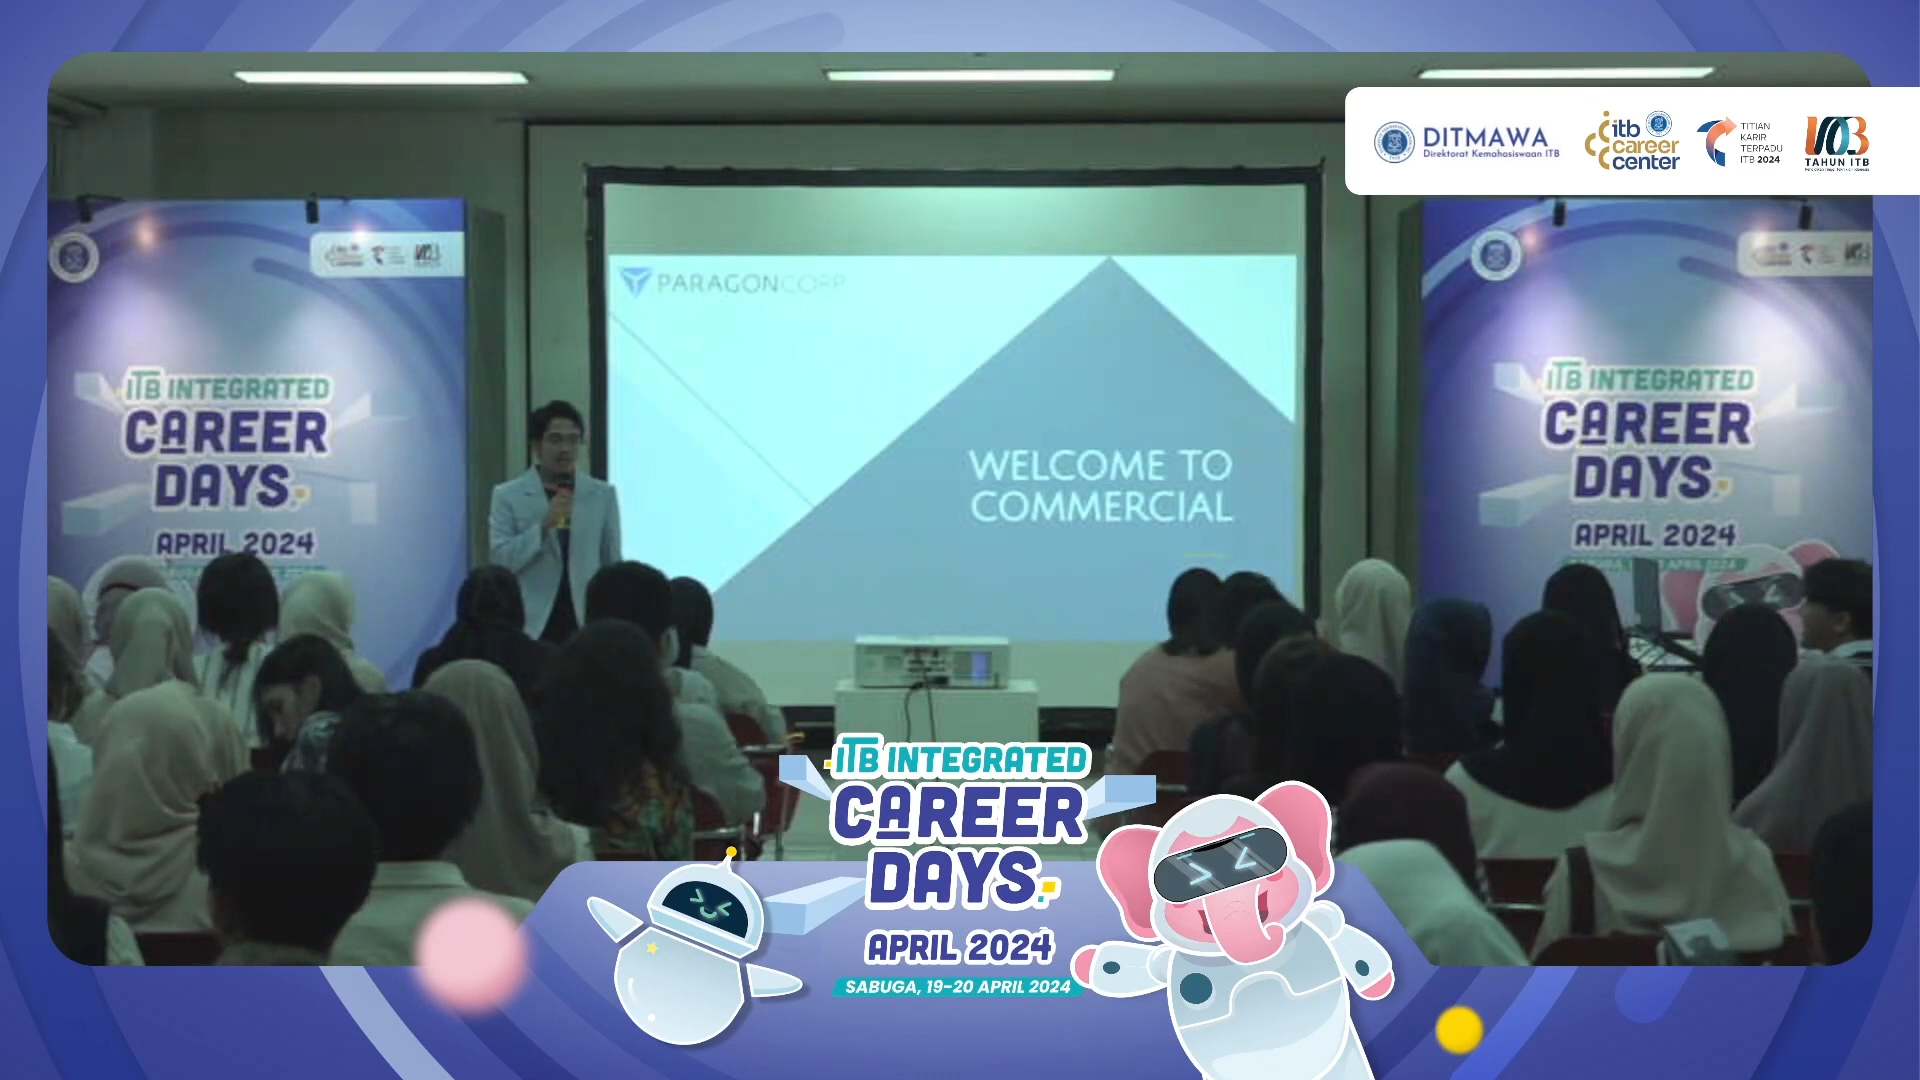 DITMAWA
Direktorat Kemahasiswaan ITB
itb
career
center
TITIAN
KARIR
TERPADU
ITB 2024
103
TAHUN ITB
PARAGONCORP
WELCOME TO
COMMERCIAL
ITB INTEGRATED
CAREER
DAYS
APRIL 2024
ITB INTEGRATED
CAREER
DAYS
APRIL 2024
ITB INTEGRATED
CAREER
DAYS
APRIL 2024
SABUGA, 19-20 APRIL 2024